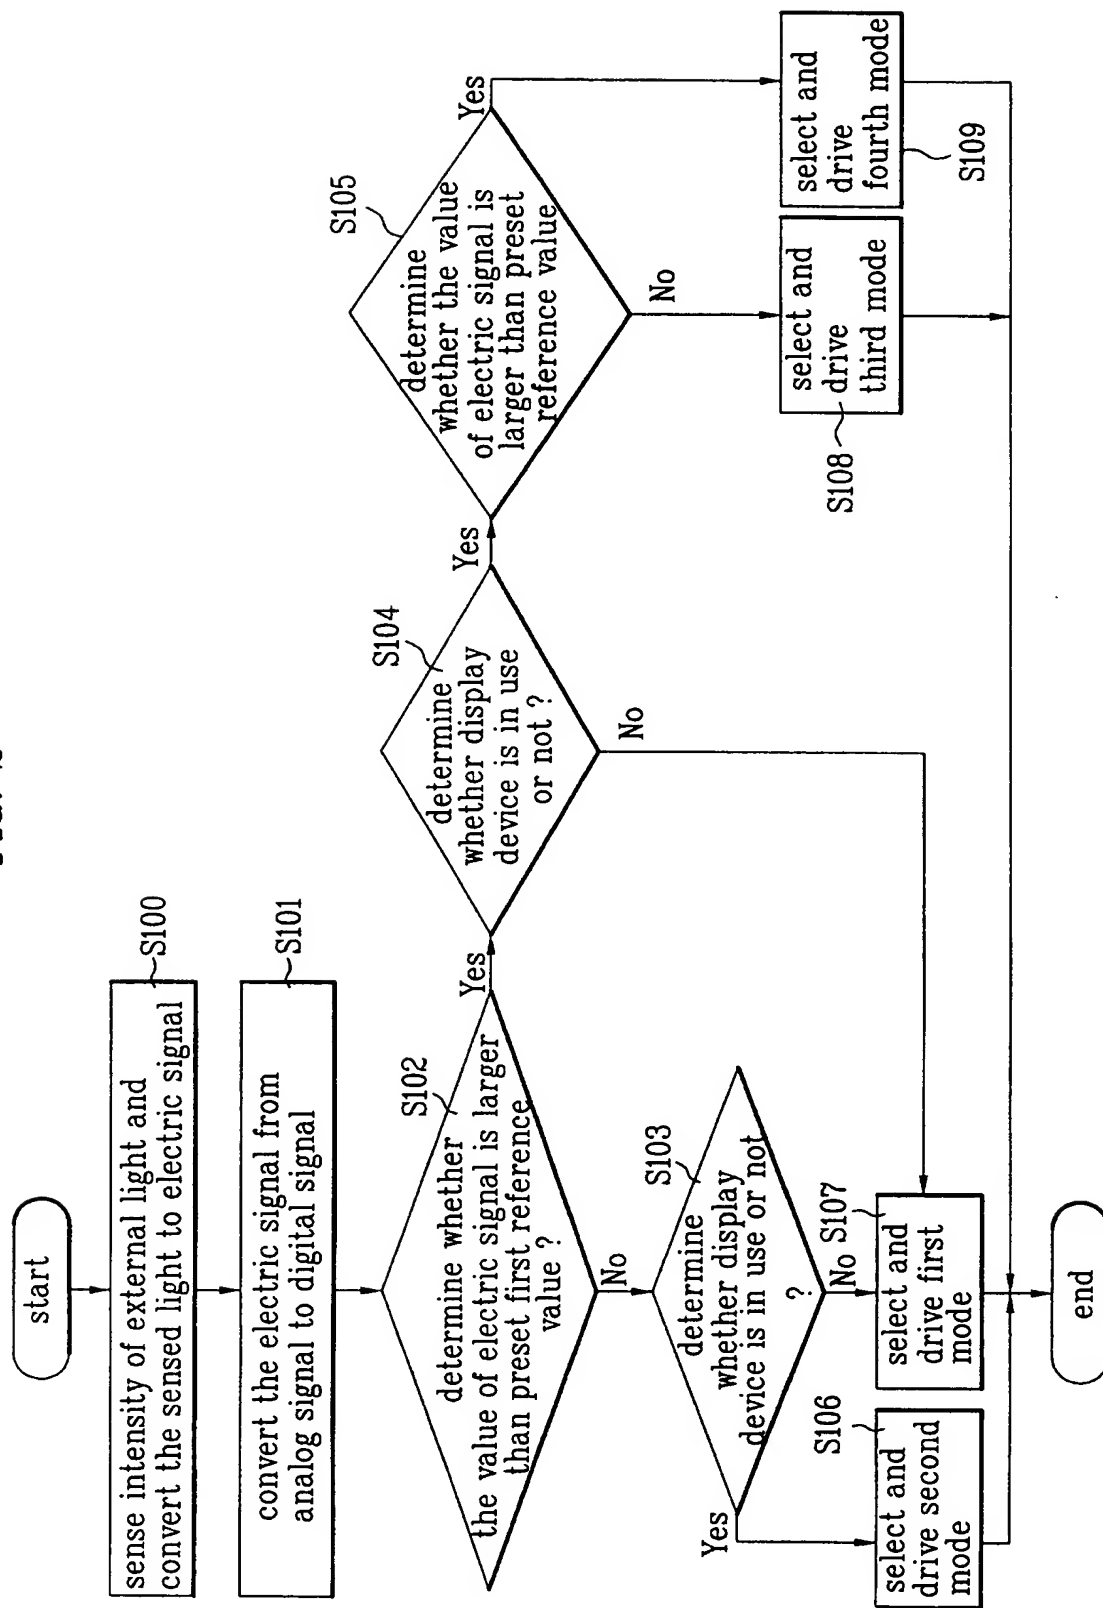 start
sense intensity of external light and
convert the sensed light to electric signal
S100
convert the electric signal from
analog signal to digital signal
S101
determine whether
the value of electric signal is larger
than preset first reference
value ?
S102
Yes
No
determine
whether display
device is in use or not
?
S103
Yes
No
determine
whether display
device is in use
or not ?
S104
Yes
No
determine
whether the value
of electric signal is
larger than preset
reference value
S105
Yes
No
select and
drive second
mode
S106
select and
drive first
mode
S107
select and
drive
third mode
S108
select and
drive
fourth mode
S109
end